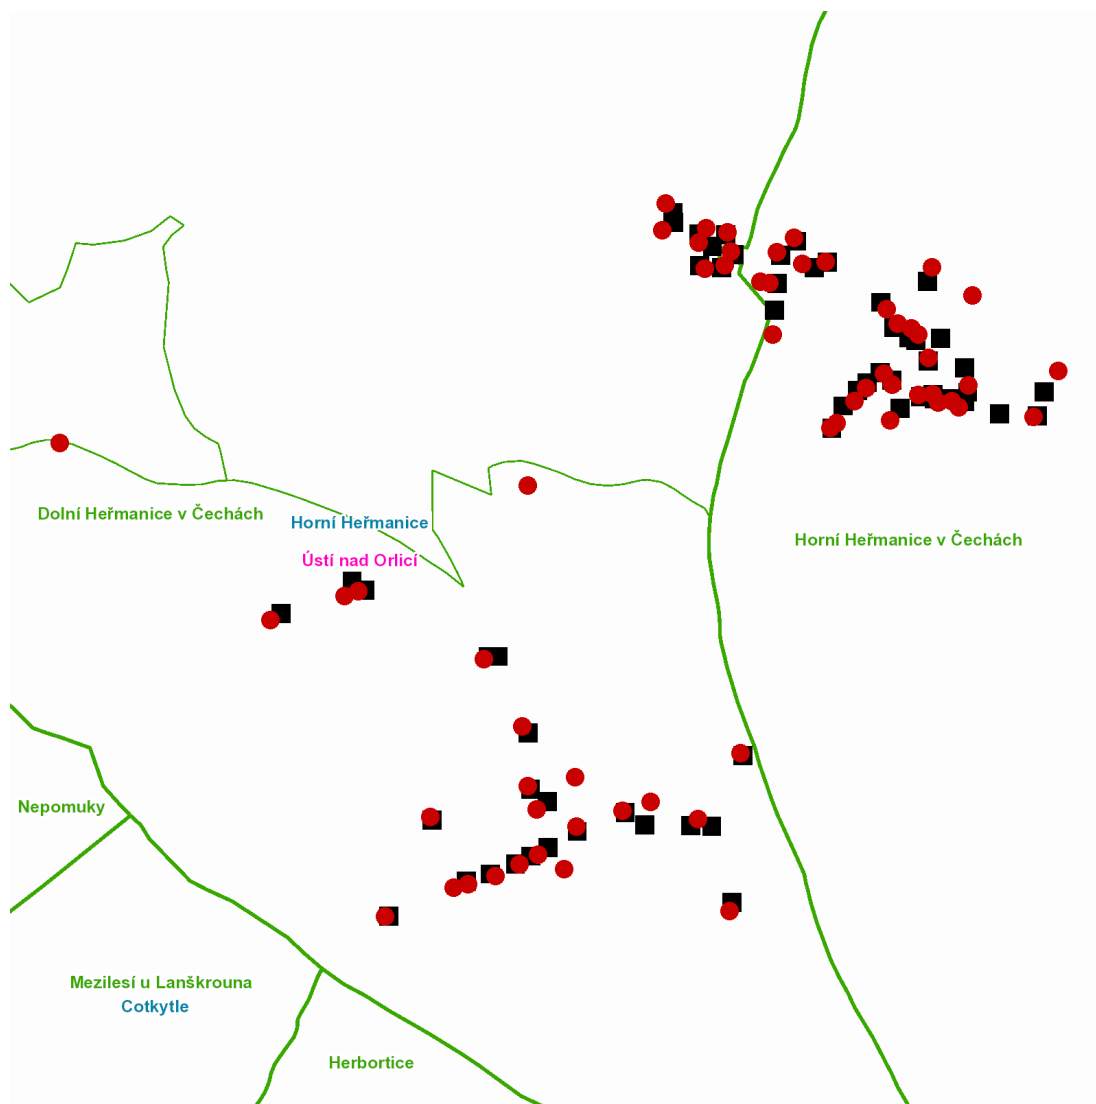 Dolní Heřmanice v Čechách
Horní Heřmanice
Horní Heřmanice v Čechách
Ústí nad Orlicí
Nepomuky
Mezilesí u Lanškrouna
Cotkytle
Herbortice